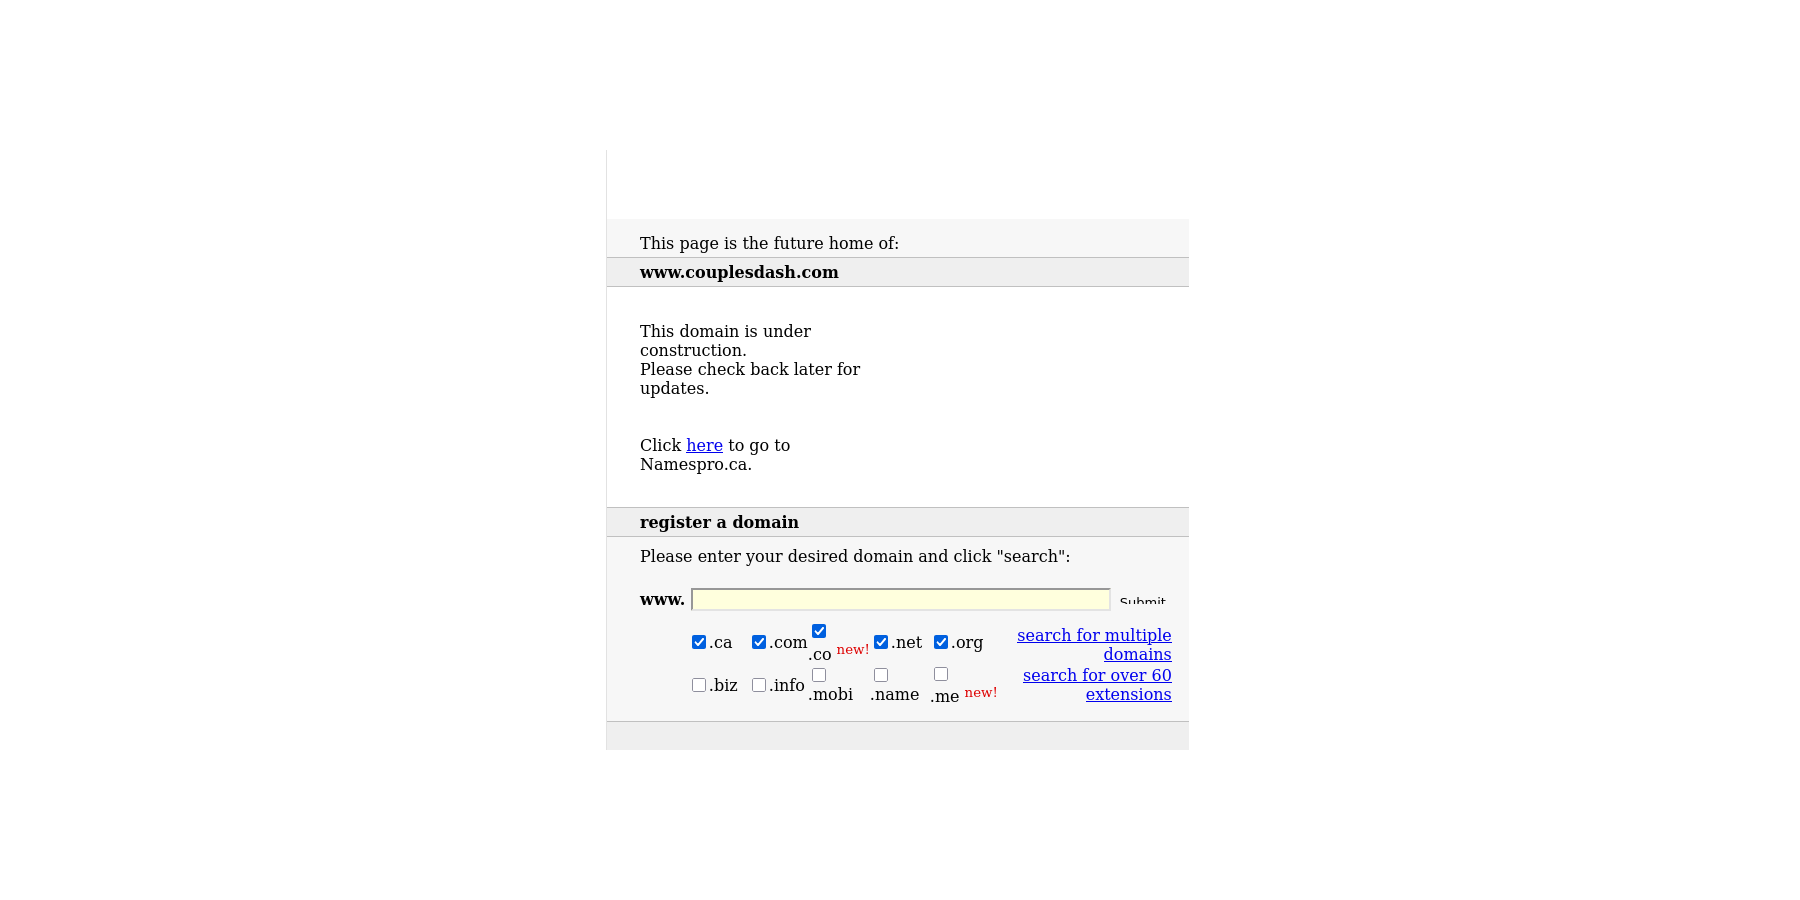 This page is the future home of:
www.couplesdash.com
This domain is under
construction.
Please check back later for
updates.
Click here to go to
Namespro.ca.
register a domain
Please enter your desired domain and click "search":
www. Submit
.ca .com .co new! .net .org search for multiple
domains
.biz .info .mobi .name .me new! search for over 60
extensions